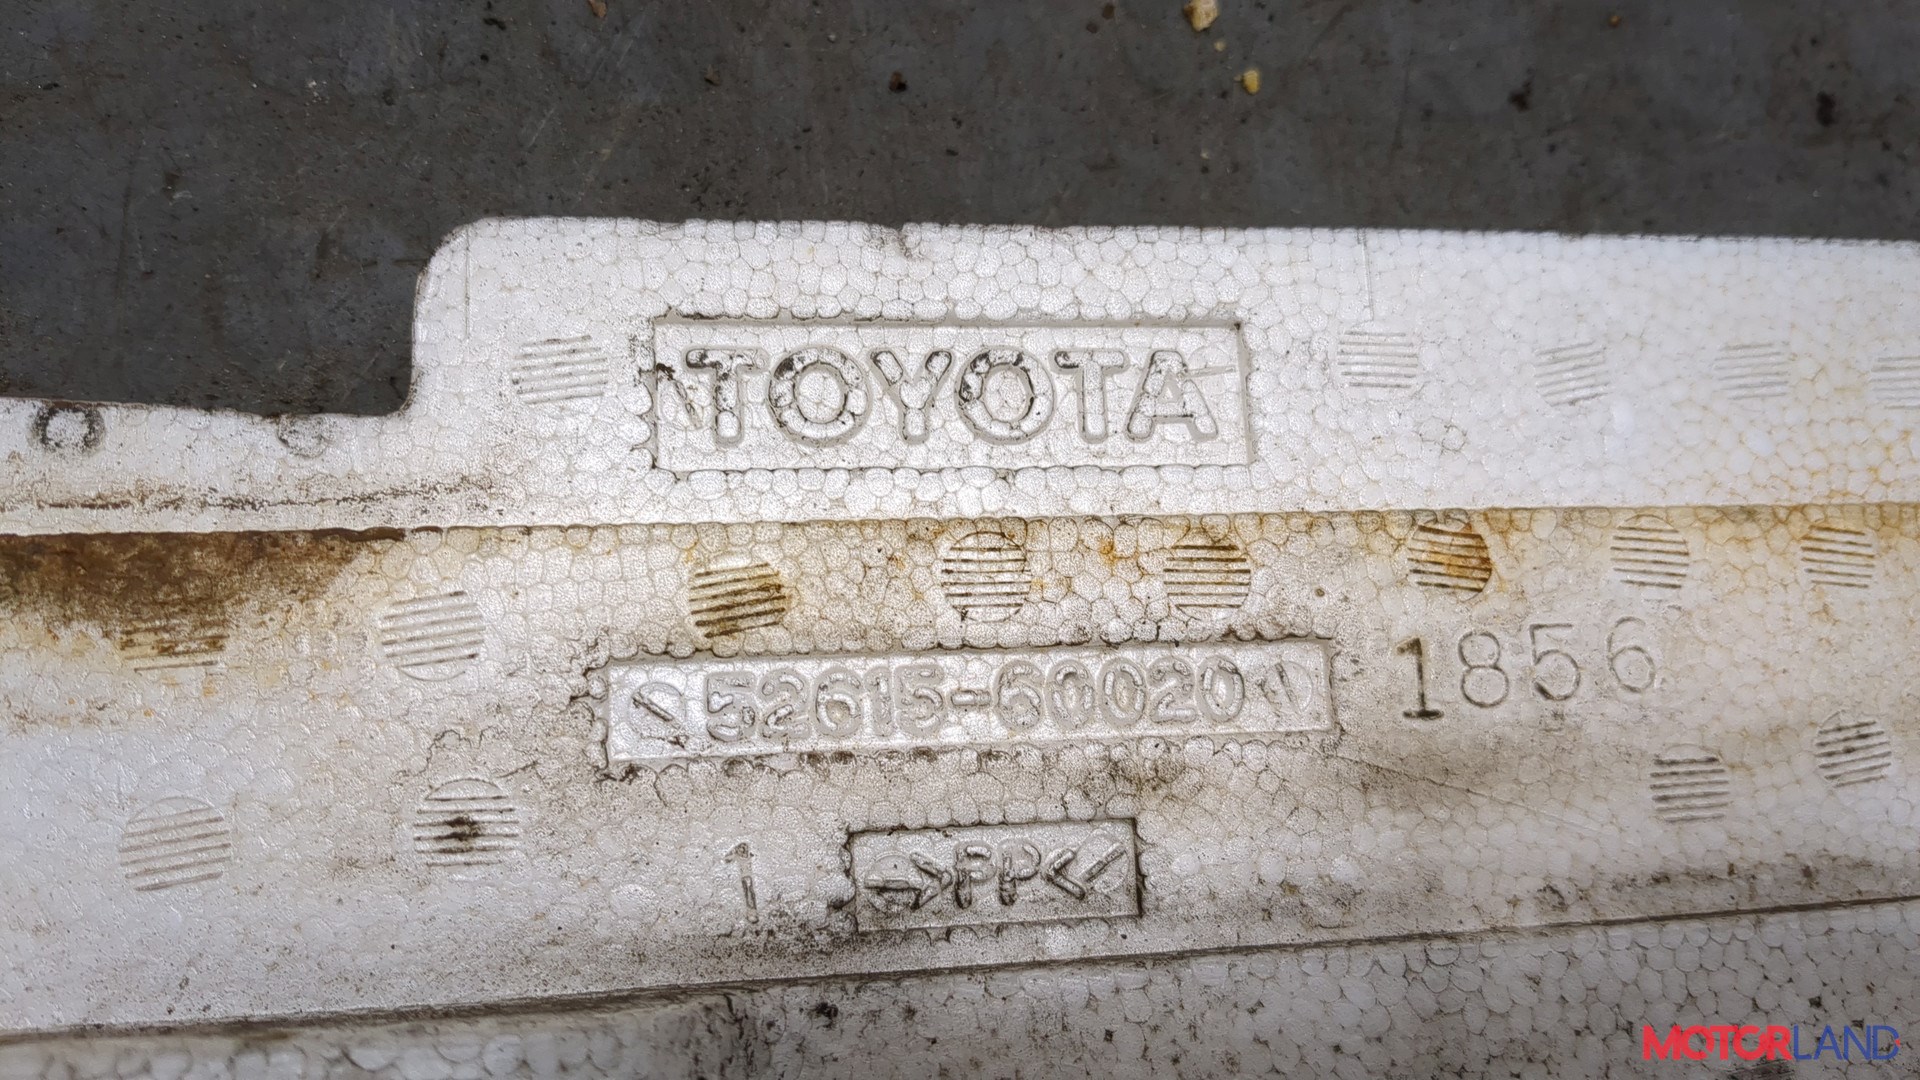 TOYOTA
52615-60020
1856
1
>PP<
MOTORLAND